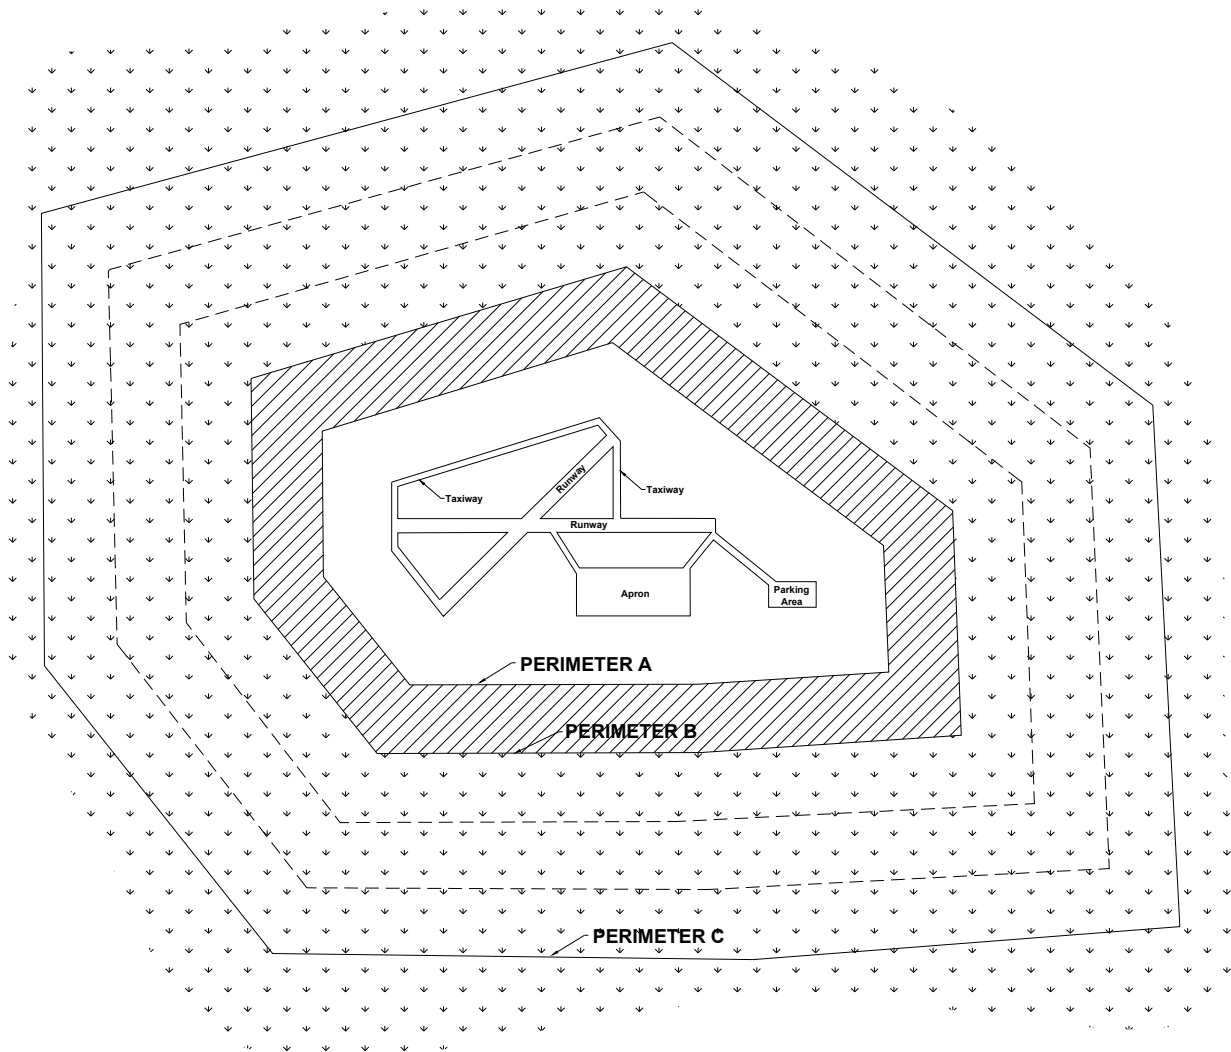 Runway
Taxiway
Taxiway
Runway
Apron
Parking
Area
PERIMETER A
PERIMETER B
PERIMETER C